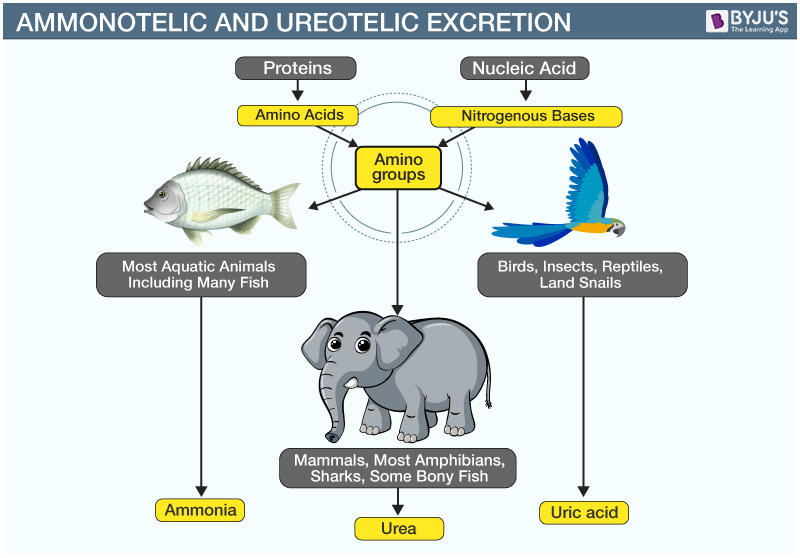 AMMONOTELIC AND UREOTELIC EXCRETION
BYJU'S
The Learning App
Proteins
Nucleic Acid
Amino Acids
Nitrogenous Bases
Amino
groups
Most Aquatic Animals
Including Many Fish
Birds, Insects, Reptiles,
Land Snails
Mammals, Most Amphibians,
Sharks, Some Bony Fish
Ammonia
Urea
Uric acid